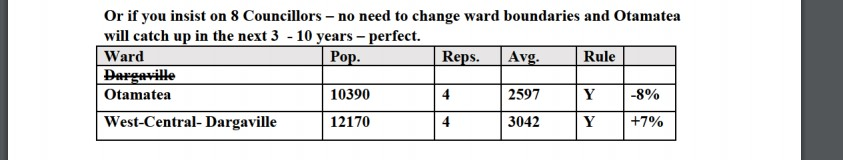 Or if you insist on 8 Councillors – no need to change ward boundaries and Otamatea
will catch up in the next 3 - 10 years – perfect.
Ward Pop. Reps. Avg. Rule
Dargaville
Otamatea 10390 4 2597 Y -8%
West-Central- Dargaville 12170 4 3042 Y +7%